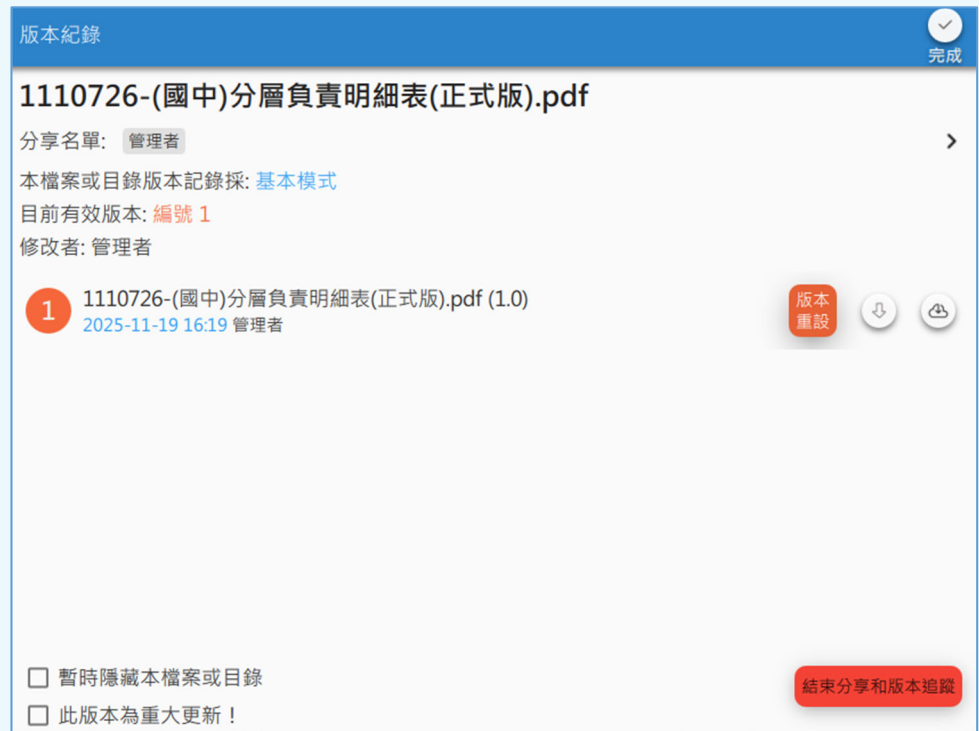 版本紀錄
完成
1110726-(國中)分層負責明細表(正式版).pdf
分享名單: 管理者
本檔案或目錄版本記錄採: 基本模式
目前有效版本: 編號 1
修改者: 管理者
1
1110726-(國中)分層負責明細表(正式版).pdf (1.0)
2025-11-19 16:19 管理者
版本
重設
暫時隱藏本檔案或目錄
結束分享和版本追蹤
此版本為重大更新！